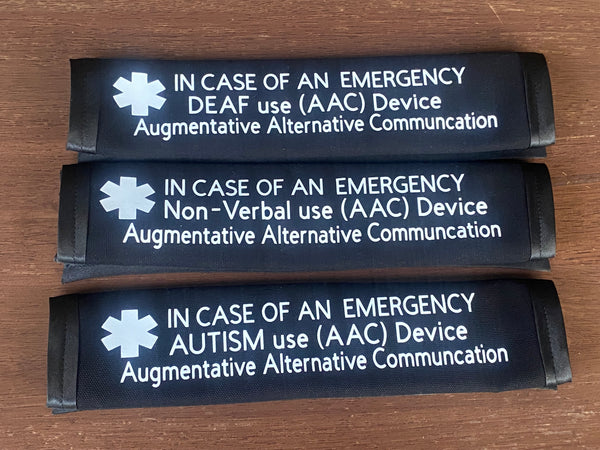 IN CASE OF AN EMERGENCY
DEAF use (AAC) Device
Augmentative Alternative Communcation
IN CASE OF AN EMERGENCY
Non-Verbal use (AAC) Device
Augmentative Alternative Communcation
IN CASE OF AN EMERGENCY
AUTISM use (AAC) Device
Augmentative Alternative Communcation